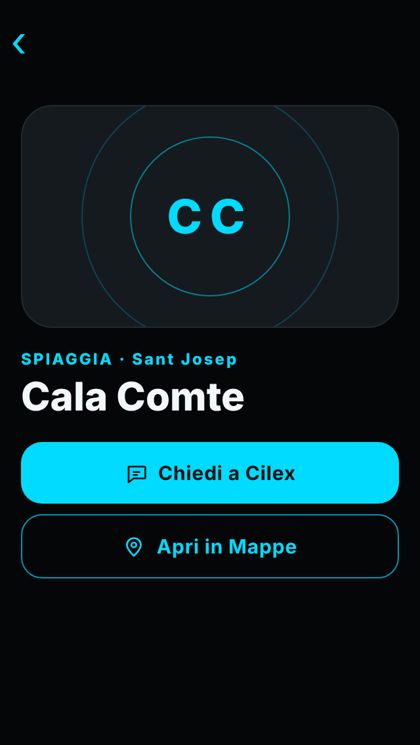 CC
SPIAGGIA · Sant Josep
Cala Comte
Chiedi a Cilex
Apri in Mappe